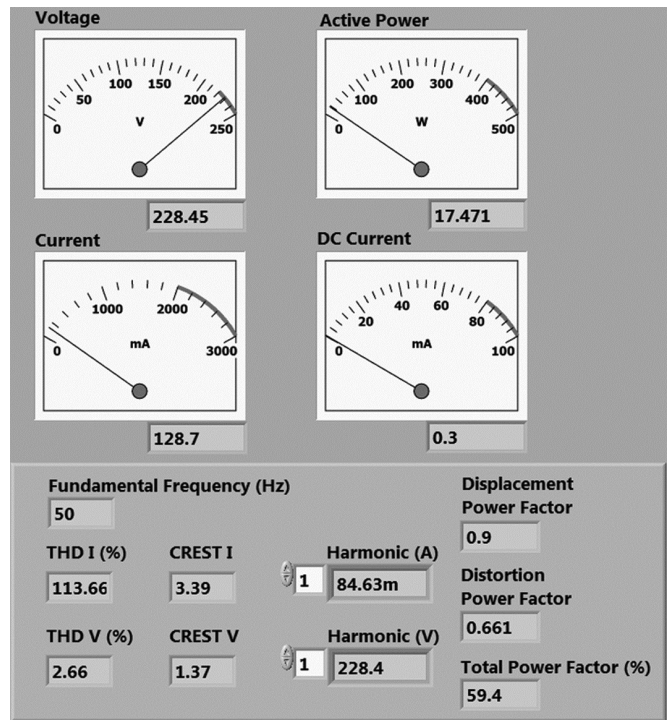 Voltage
Active Power
0 50 100 150 200 250
V
228.45
0 100 200 300 400 500
W
17.471
Current
DC Current
0 1000 2000 3000
mA
128.7
0 20 40 60 80 100
mA
0.3
Fundamental Frequency (Hz)
50
Displacement
Power Factor
0.9
THD I (%)
113.66
CREST I
3.39
Harmonic (A)
1
84.63m
Distortion
Power Factor
0.661
THD V (%)
2.66
CREST V
1.37
Harmonic (V)
1
228.4
Total Power Factor (%)
59.4